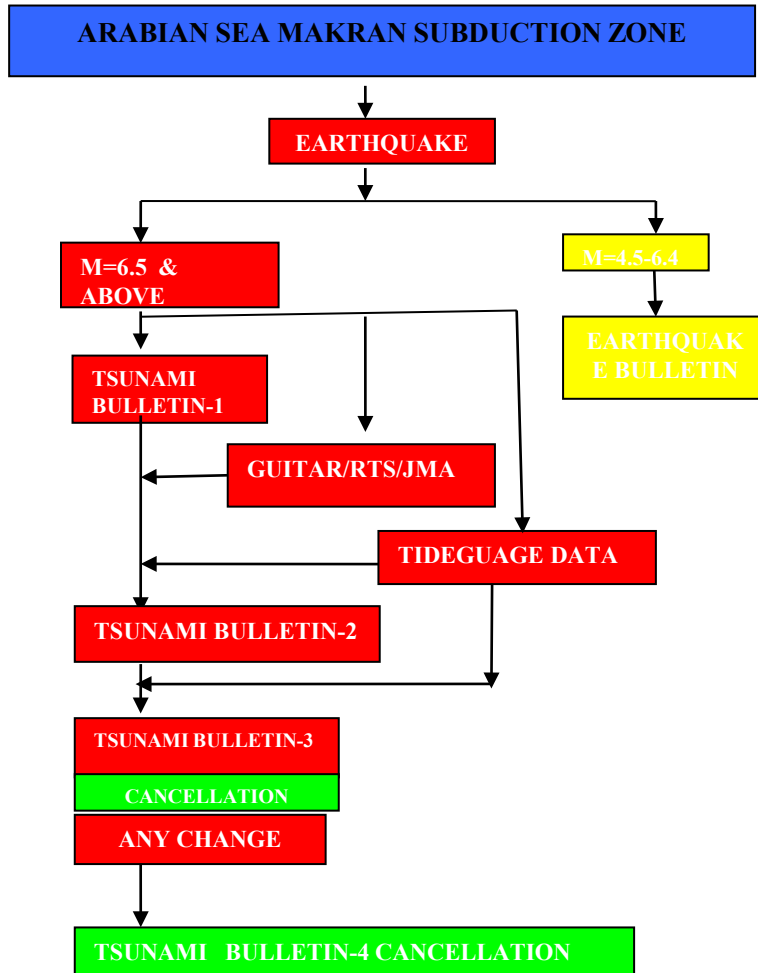 ARABIAN SEA MAKRAN SUBDUCTION ZONE
EARTHQUAKE
M=6.5 &
ABOVE
M=4.5-6.4
EARTHQUAK
E BULLETIN
TSUNAMI
BULLETIN-1
GUITAR/RTS/JMA
TIDEGUAGE DATA
TSUNAMI BULLETIN-2
TSUNAMI BULLETIN-3
CANCELLATION
ANY CHANGE
TSUNAMI BULLETIN-4 CANCELLATION